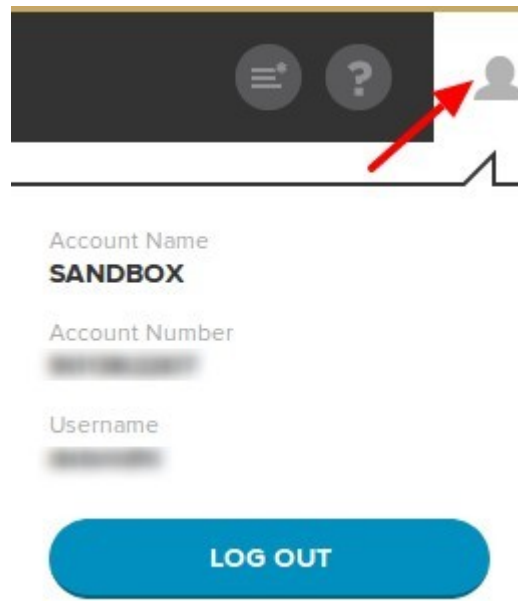 ?
Account Name
SANDBOX
Account Number
Username
LOG OUT